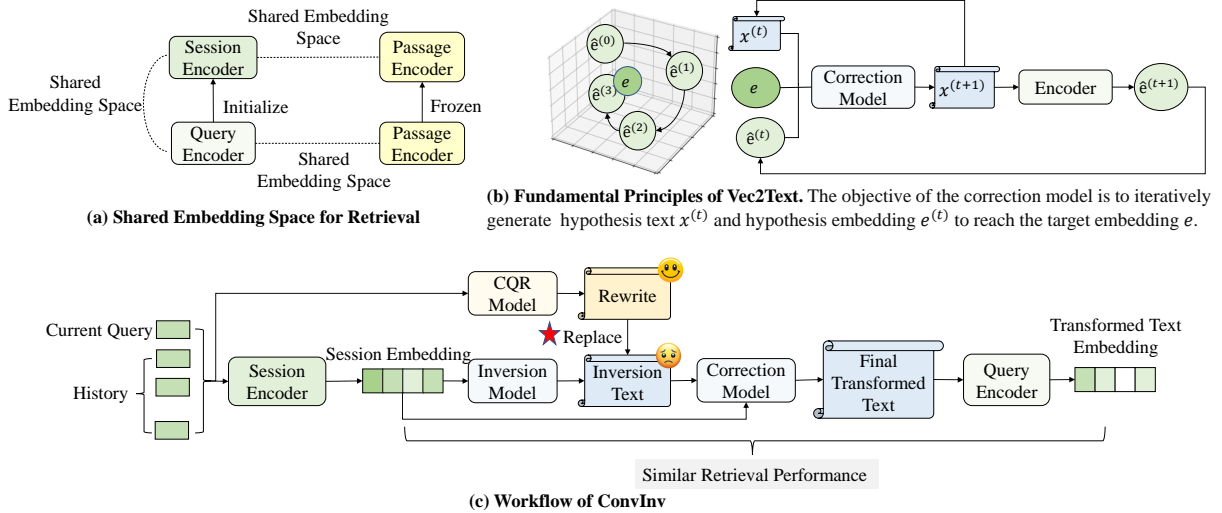 Shared Embedding
Space
Session
Encoder
Passage
Encoder
Shared
Embedding Space
Initialize
Frozen
Query
Encoder
Passage
Encoder
Shared
Embedding Space
(a) Shared Embedding Space for Retrieval
ê⁽⁰⁾
ê⁽¹⁾
ê⁽²⁾
ê⁽³⁾
e
x⁽ᵗ⁾
e
ê⁽ᵗ⁾
Correction
Model
x⁽ᵗ⁺¹⁾
Encoder
ê⁽ᵗ⁺¹⁾
(b) Fundamental Principles of Vec2Text. The objective of the correction model is to iteratively
generate hypothesis text x⁽ᵗ⁾ and hypothesis embedding e⁽ᵗ⁾ to reach the target embedding e.
CQR
Model
Rewrite
Replace
Current Query
History
Session
Encoder
Session Embedding
Inversion
Model
Inversion
Text
Correction
Model
Final
Transformed
Text
Query
Encoder
Transformed Text
Embedding
Similar Retrieval Performance
(c) Workflow of ConvInv